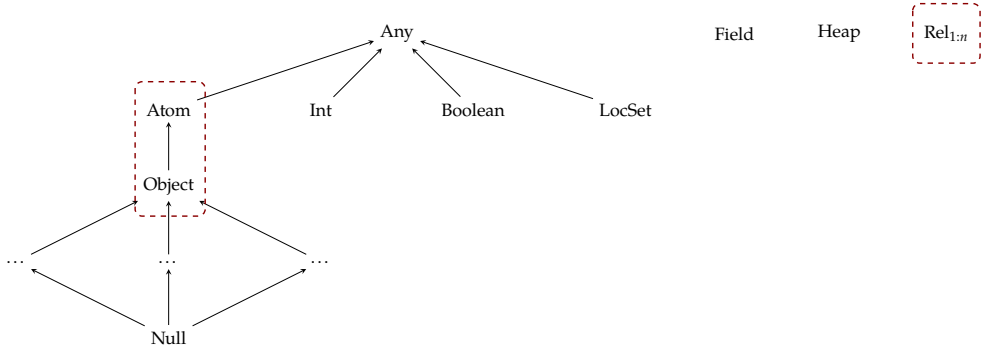 Any Field Heap Rel1:n
Atom Int Boolean LocSet
Object
... ... ...
Null